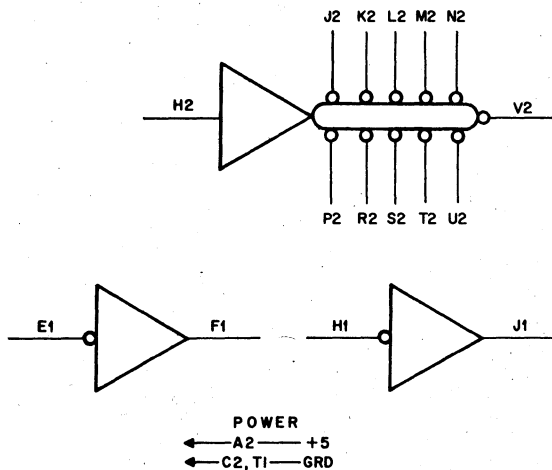 J2 K2 L2 M2 N2
H2
V2
P2 R2 S2 T2 U2
E1
F1
H1
J1
POWER
A2 +5
C2, T1 GRD